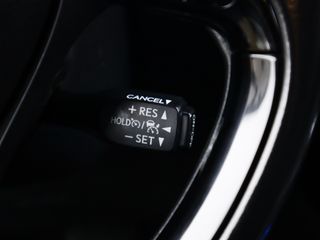 CANCEL▼
+ RES ▲
HOLD / ◀
− SET ▼